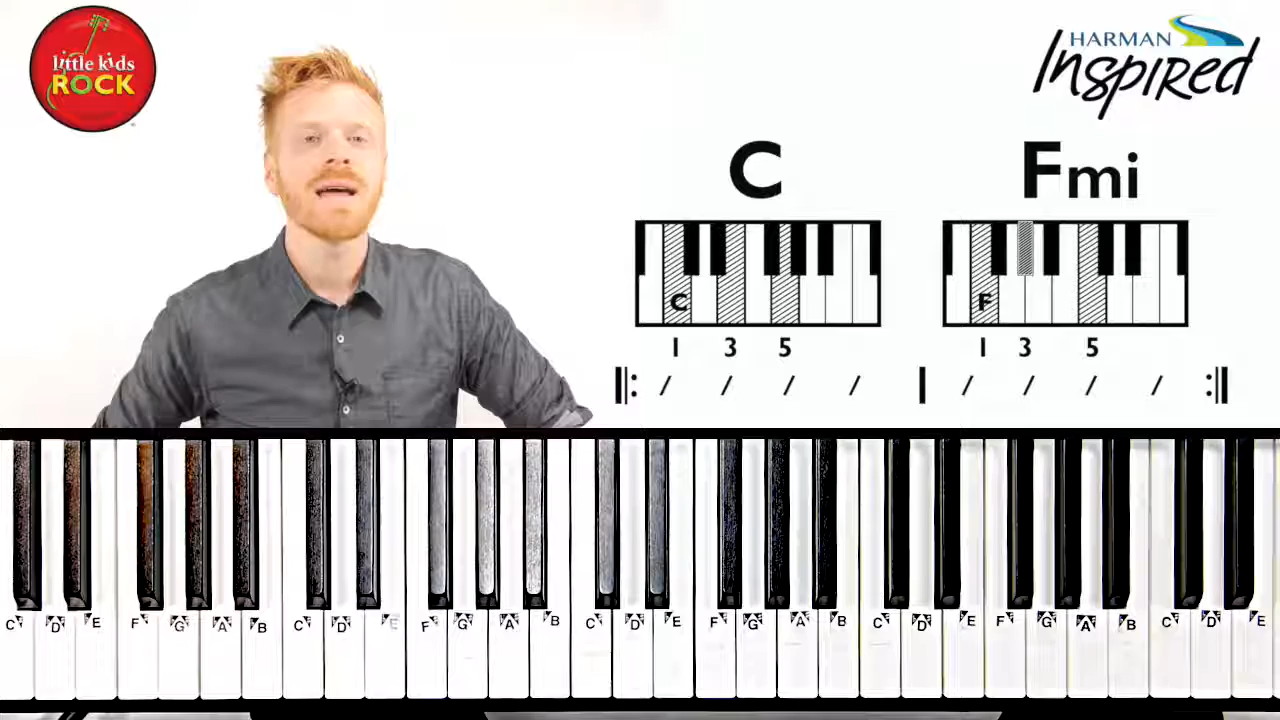 little kids
ROCK
HARMAN
Inspired
C
Fmi
C
F
1 3 5
1 3 5
/ / / / / / / /
C D E F G A B C D E F G A B C D E F G A B C D E F G A B C D E